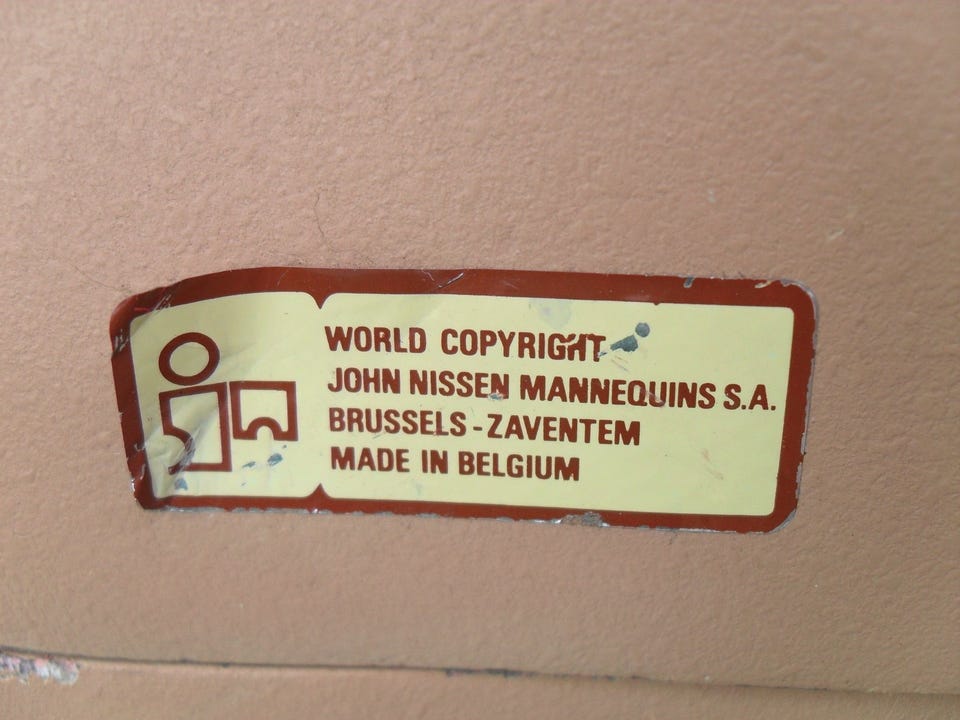 WORLD COPYRIGHT
JOHN NISSEN MANNEQUINS S.A.
BRUSSELS - ZAVENTEM
MADE IN BELGIUM